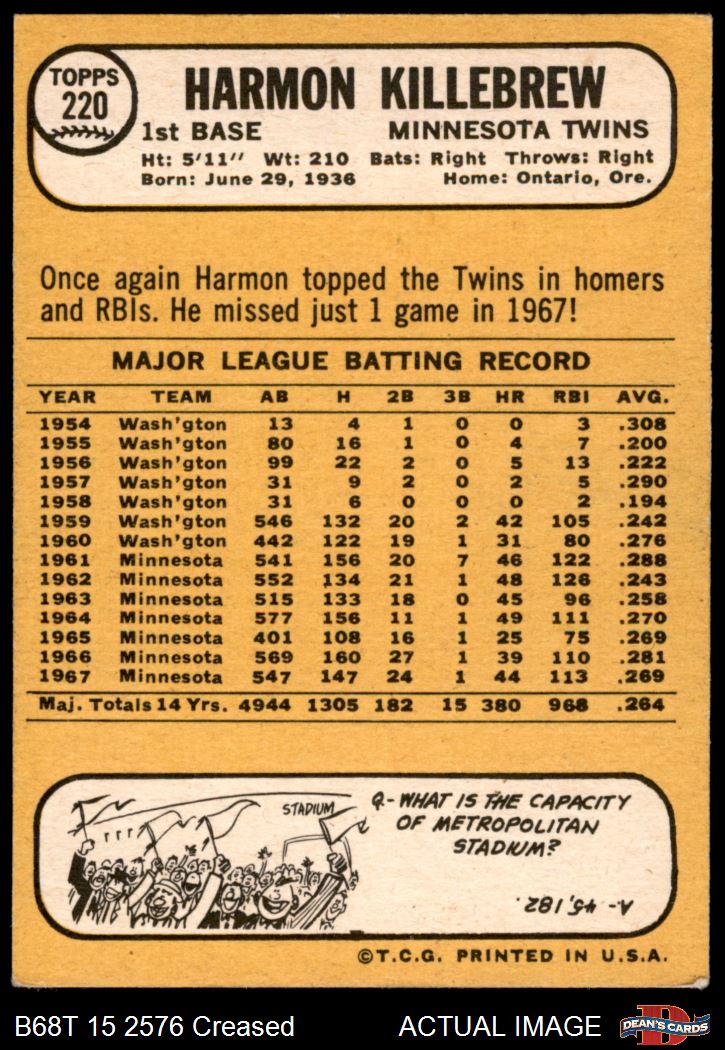 TOPPS
220
HARMON KILLEBREW
1st BASE MINNESOTA TWINS
Ht: 5'11" Wt: 210 Bats: Right Throws: Right
Born: June 29, 1936 Home: Ontario, Ore.
Once again Harmon topped the Twins in homers
and RBIs. He missed just 1 game in 1967!
MAJOR LEAGUE BATTING RECORD
YEAR TEAM AB H 2B 3B HR RBI AVG.
1954 Wash'gton 13 4 1 0 0 3 .308
1955 Wash'gton 80 16 1 0 4 7 .200
1956 Wash'gton 99 22 2 0 5 13 .222
1957 Wash'gton 31 9 2 0 2 5 .290
1958 Wash'gton 31 6 0 0 0 2 .194
1959 Wash'gton 546 132 20 2 42 105 .242
1960 Wash'gton 442 122 19 1 31 80 .276
1961 Minnesota 541 156 20 7 46 122 .288
1962 Minnesota 552 134 21 1 48 126 .243
1963 Minnesota 515 133 18 0 45 96 .258
1964 Minnesota 577 156 11 1 49 111 .270
1965 Minnesota 401 108 16 1 25 75 .269
1966 Minnesota 569 160 27 1 39 110 .281
1967 Minnesota 547 147 24 1 44 113 .269
Maj. Totals 14 Yrs. 4944 1305 182 15 380 968 .264
STADIUM
Q.- WHAT IS THE CAPACITY
OF METROPOLITAN
STADIUM?
A.- 45,182.
©T.C.G. PRINTED IN U.S.A.
B68T 15 2576 Creased ACTUAL IMAGE
D
DEAN'S CARDS